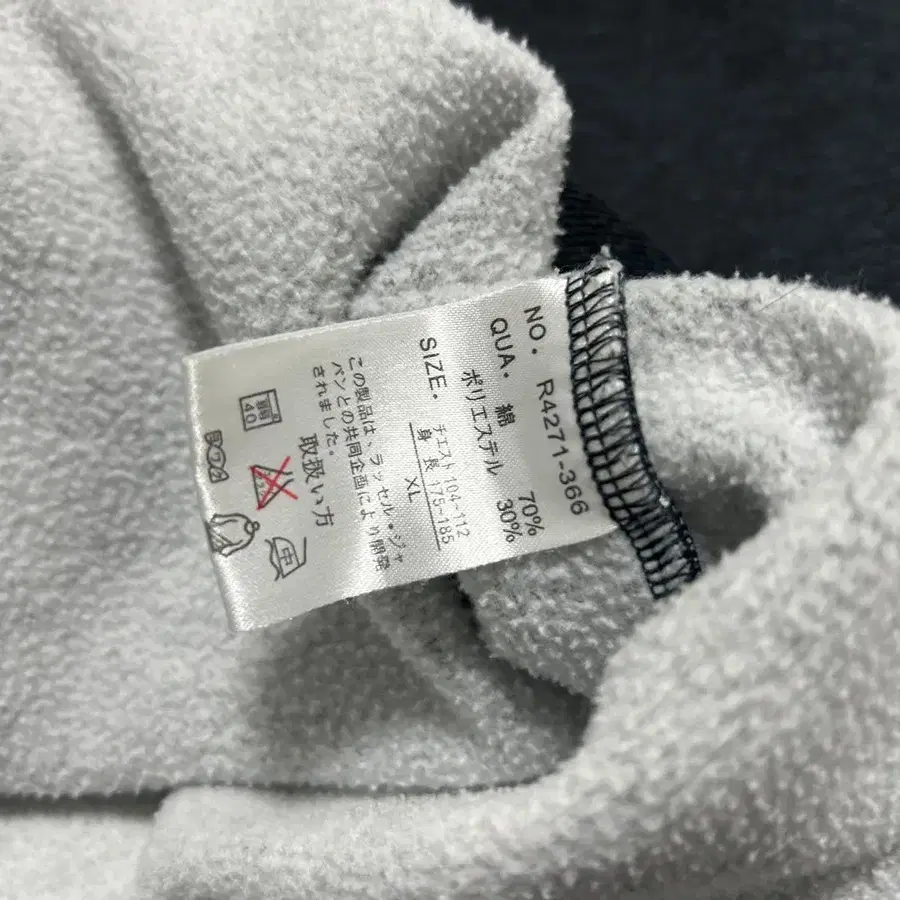 NO. R4271-366
QUA. 綿 70%
ポリエステル 30%
SIZE. チエスト 104-112
身長 175-185
XL
この製品は、ラッセル・ジャ
パンとの共同企画により開発
されました。
取扱い方
40
中